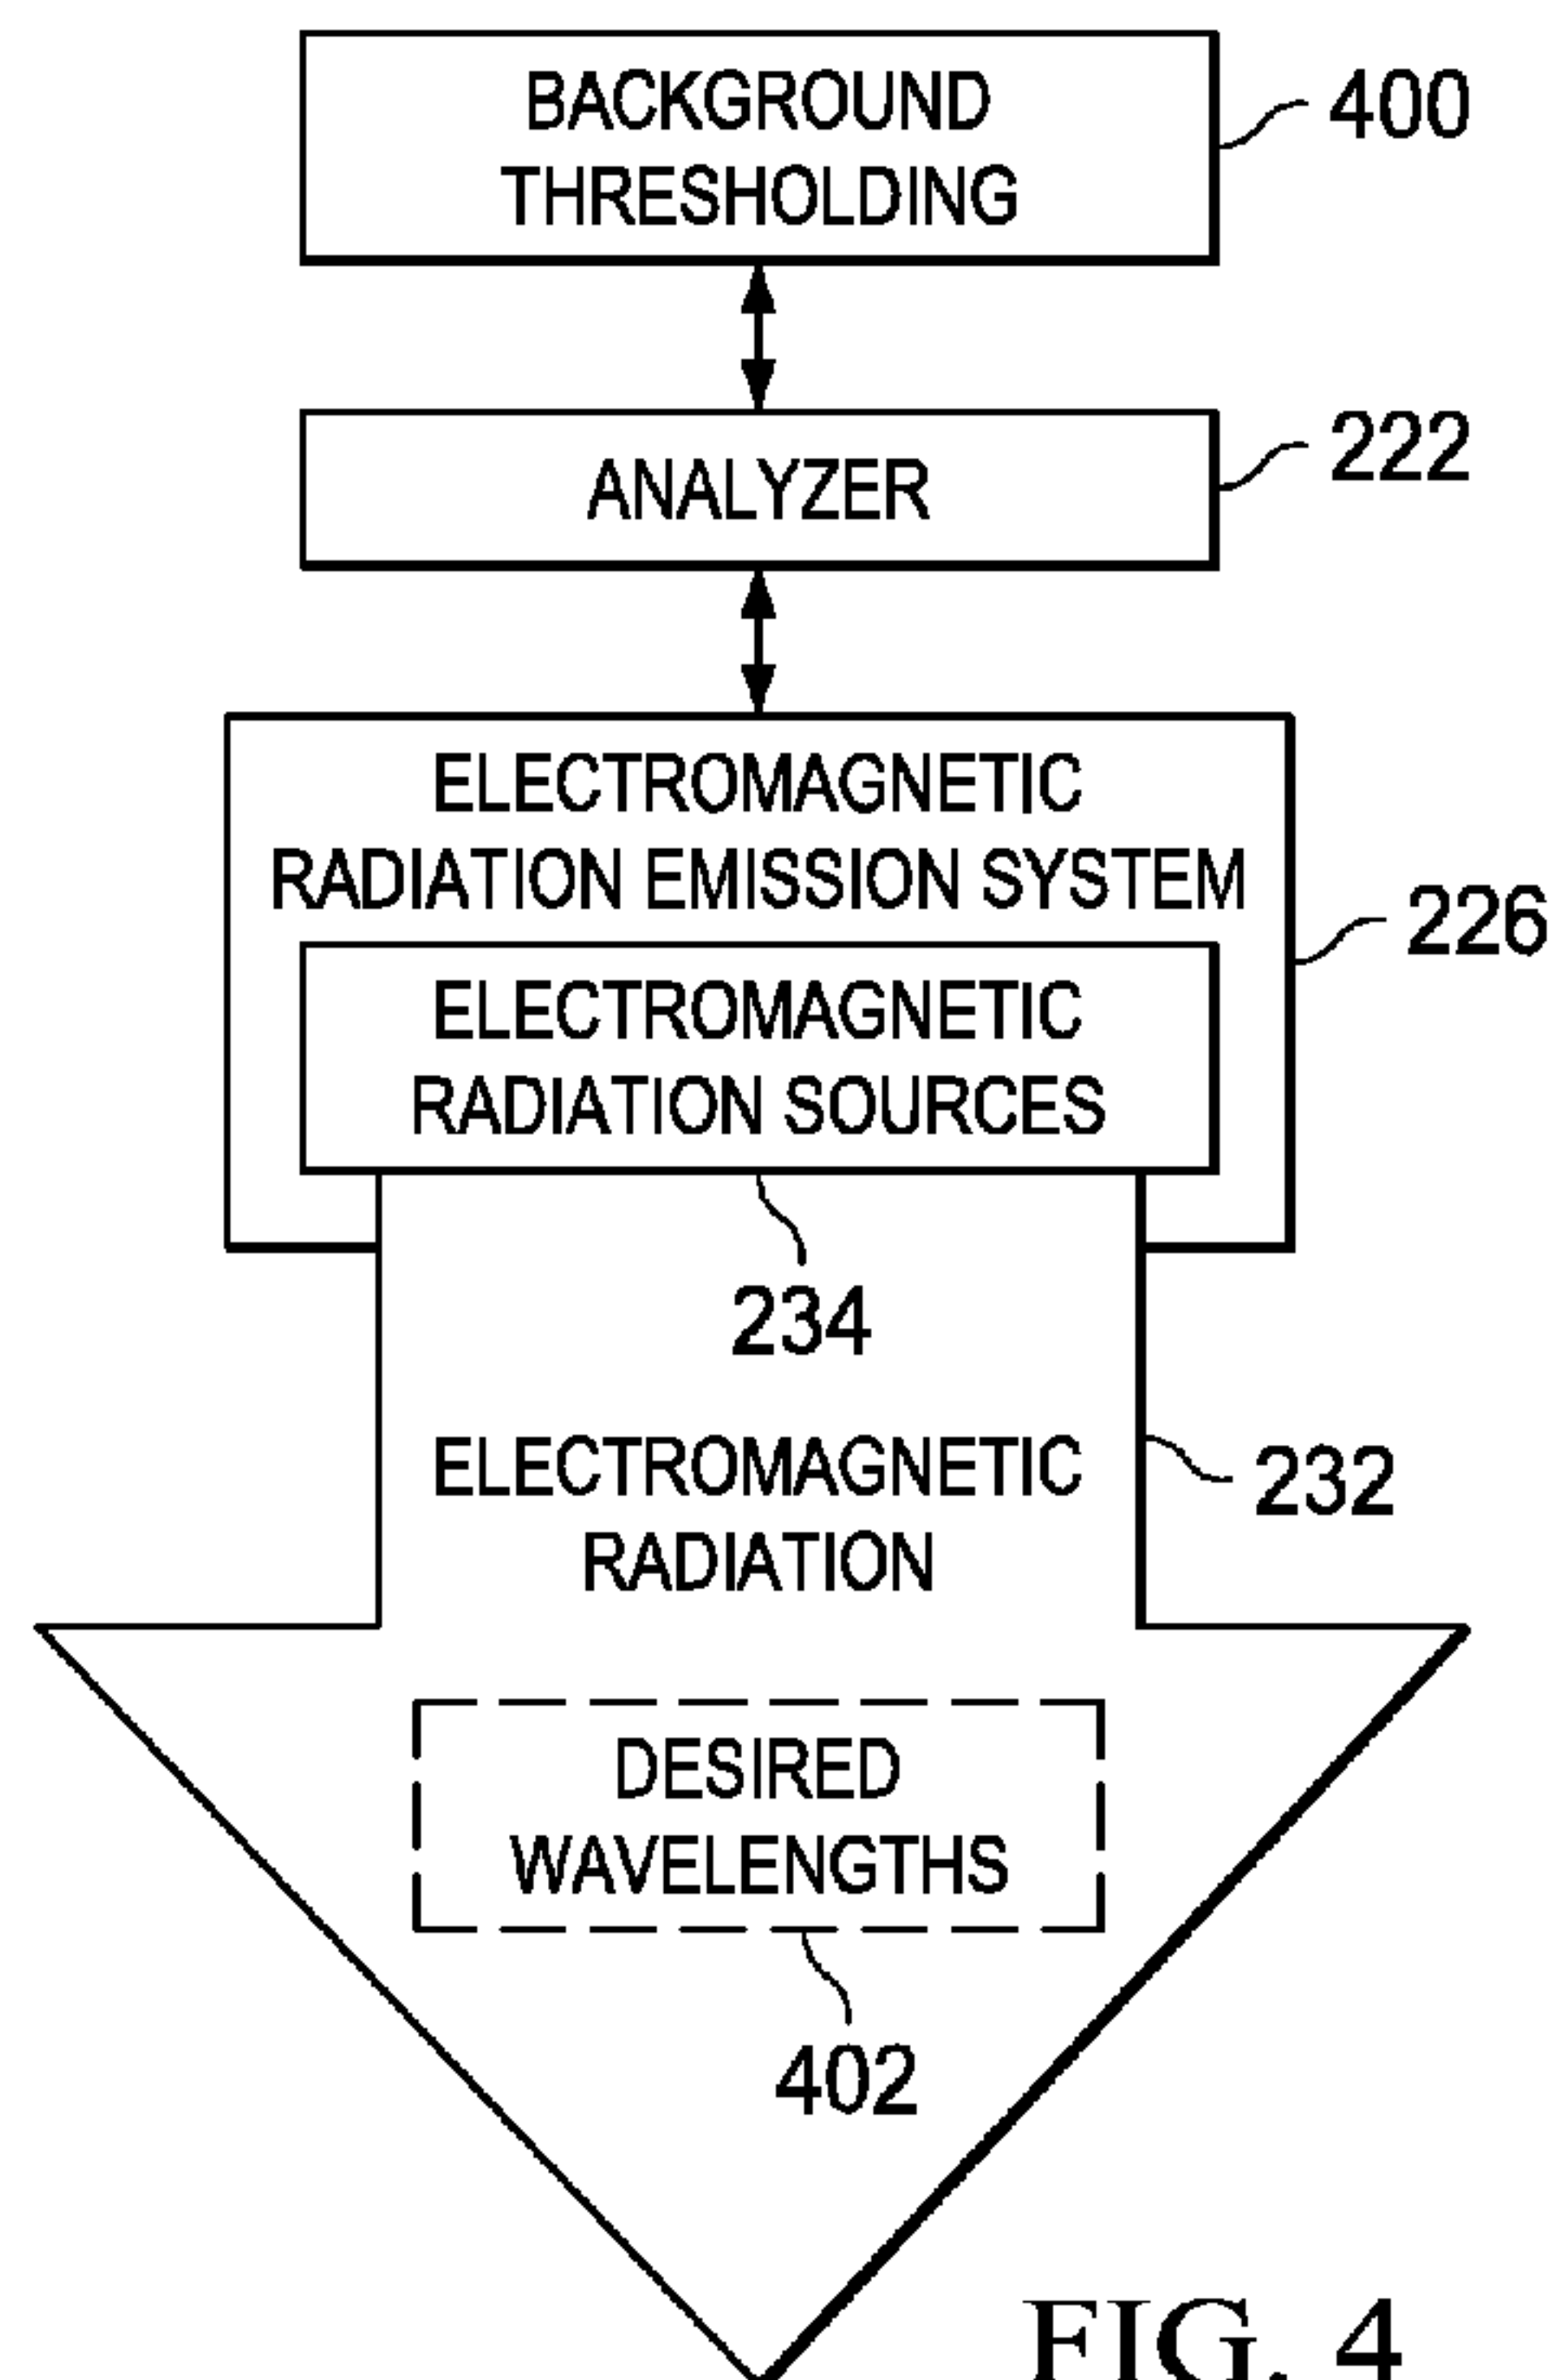 BACKGROUND
THRESHOLDING
400
ANALYZER
222
ELECTROMAGNETIC
RADIATION EMISSION SYSTEM
226
ELECTROMAGNETIC
RADIATION SOURCES
234
ELECTROMAGNETIC
RADIATION
232
DESIRED
WAVELENGTHS
402
FIG. 4